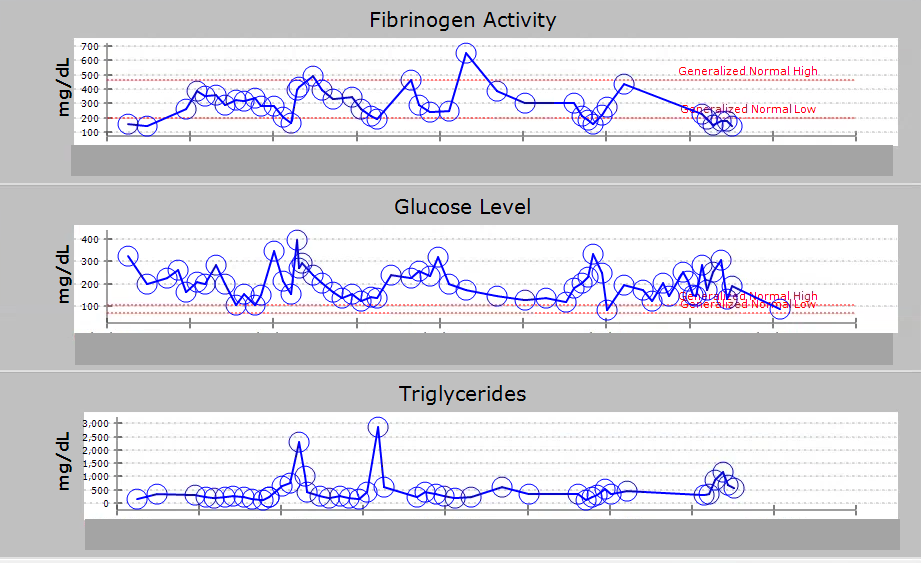 Fibrinogen Activity
mg/dL
700
600
500
400
300
200
100
Generalized Normal High
Generalized Normal Low
Glucose Level
mg/dL
400
300
200
100
Generalized Normal High
Generalized Normal Low
Triglycerides
mg/dL
3,000
2,500
2,000
1,500
1,000
500
0